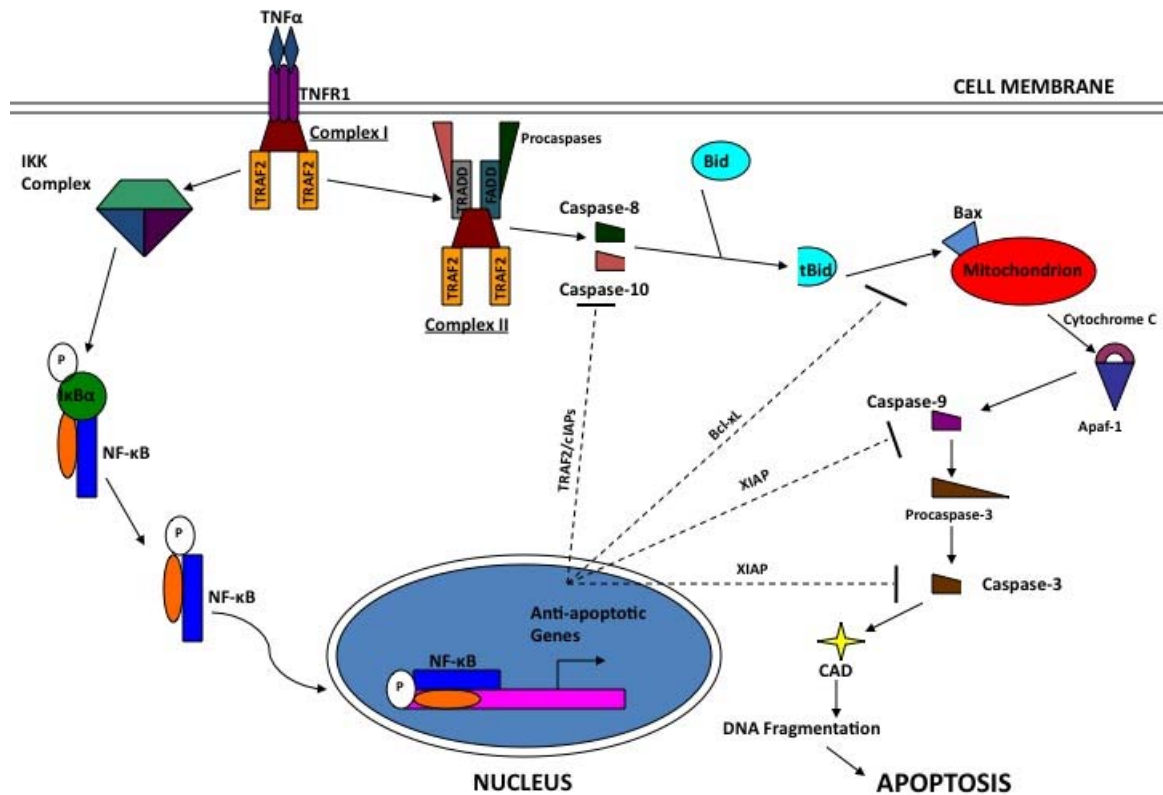 TNFα
TNFR1
CELL MEMBRANE
Complex I
IKK
Complex
TRAF2
TRAF2
Procaspases
TRADD
FADD
TRAF2
TRAF2
Complex II
Caspase-8
Caspase-10
Bid
tBid
Bax
Mitochondrion
Cytochrome C
Apaf-1
Caspase-9
Procaspase-3
Caspase-3
CAD
DNA Fragmentation
APOPTOSIS
P
IκBα
NF-κB
P
NF-κB
TRAF2/cIAPs
Bcl-xL
XIAP
XIAP
Anti-apoptotic
Genes
NF-κB
P
NUCLEUS